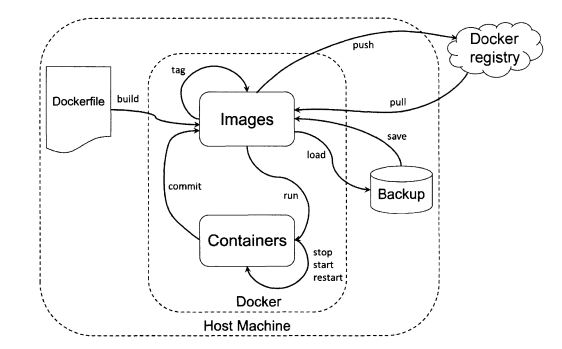 push
Docker
registry
tag
Dockerfile
build
Images
pull
save
load
commit
run
Backup
Containers
stop
start
restart
Docker
Host Machine